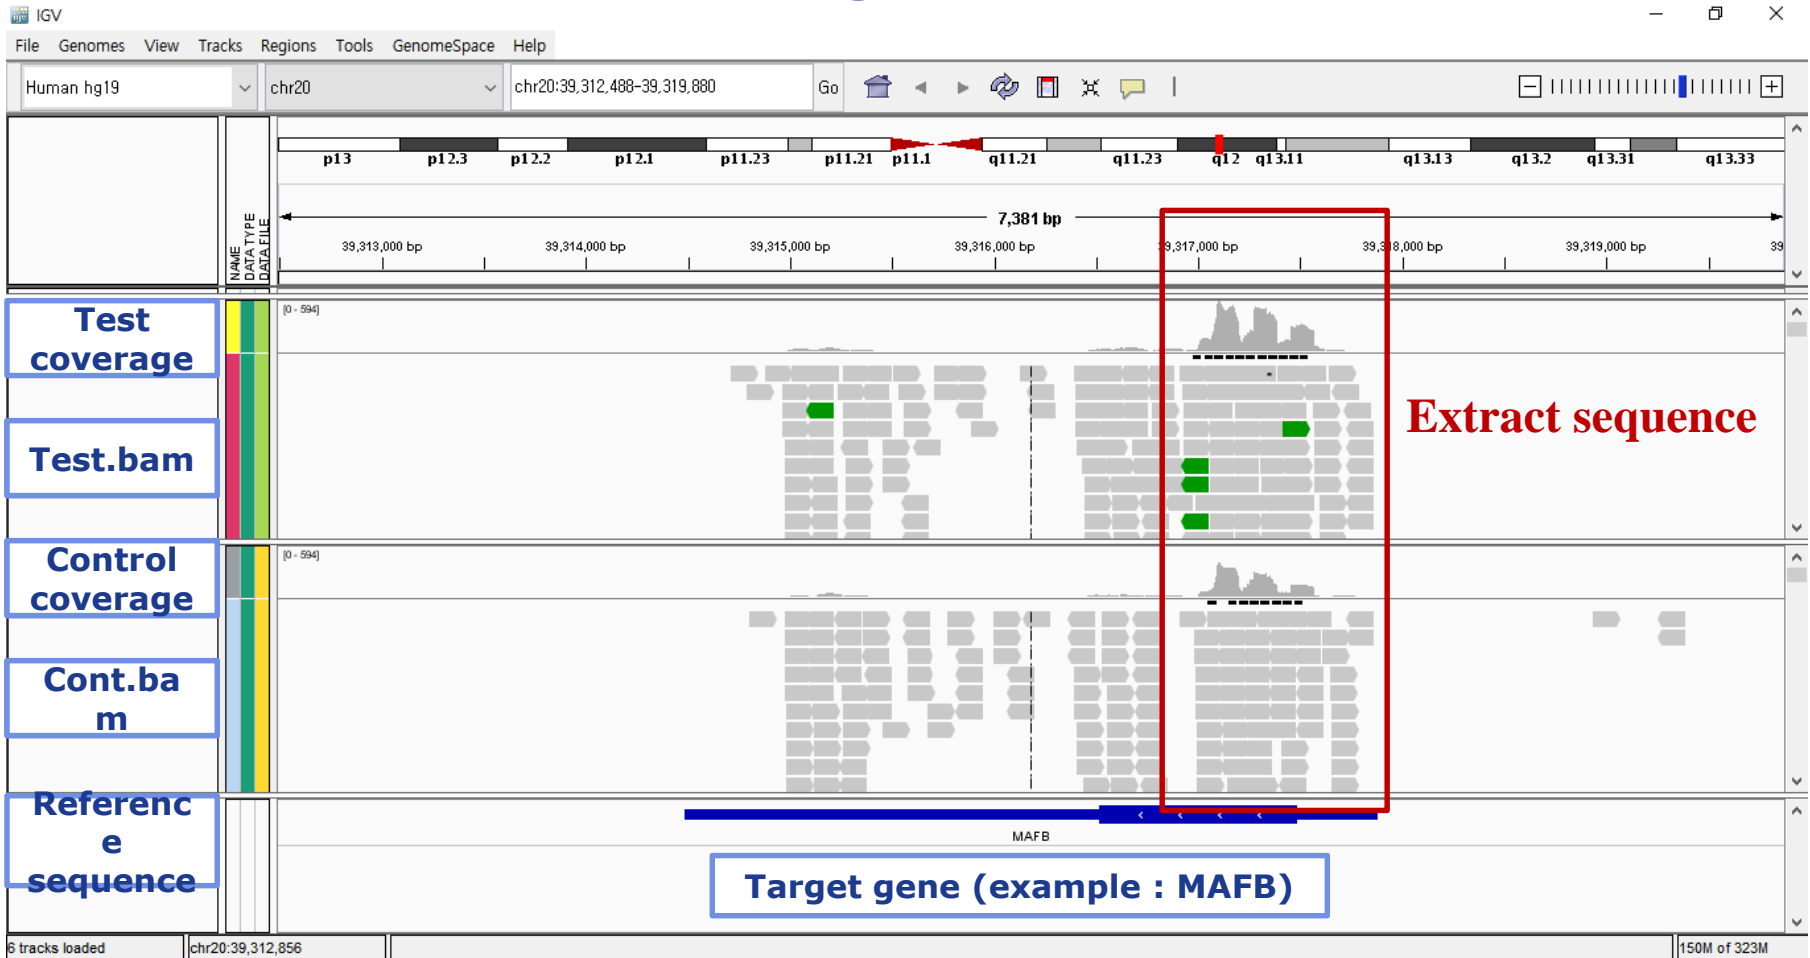 IGV
File Genomes View Tracks Regions Tools GenomeSpace Help
Human hg19 chr20 chr20:39,312,488-39,319,880 Go
p13 p12.3 p12.2 p12.1 p11.23 p11.21 p11.1 q11.21 q11.23 q12 q13.11 q13.13 q13.2 q13.31 q13.33
7,381 bp
39,313,000 bp 39,314,000 bp 39,315,000 bp 39,316,000 bp 39,317,000 bp 39,318,000 bp 39,319,000 bp 39
NAME
DATA TYPE
DATA FILE
Test
coverage
[0 - 594]
Extract sequence
Test.bam
Control
coverage
[0 - 594]
Cont.ba
m
Referenc
e
sequence
MAFB
Target gene (example : MAFB)
6 tracks loaded chr20:39,312,856 150M of 323M